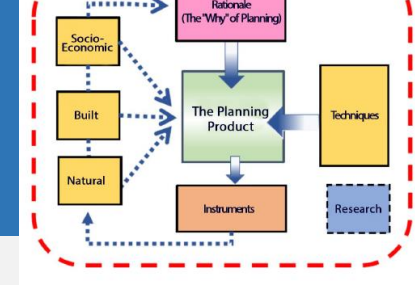 Rationale
(The "Why" of Planning)
Socio-
Economic
Built
Natural
The Planning
Product
Techniques
Instruments
Research